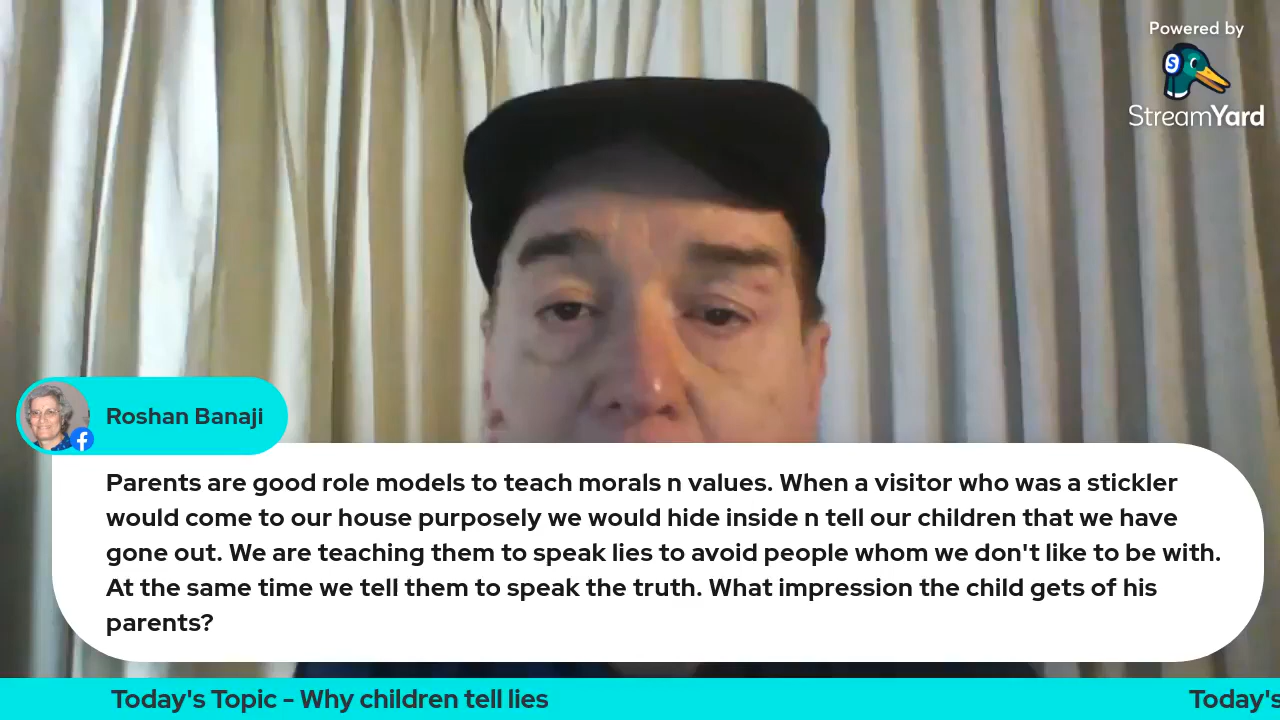 Powered by
StreamYard
Roshan Banaji
Parents are good role models to teach morals n values. When a visitor who was a stickler
would come to our house purposely we would hide inside n tell our children that we have
gone out. We are teaching them to speak lies to avoid people whom we don't like to be with.
At the same time we tell them to speak the truth. What impression the child gets of his
parents?
Today's Topic - Why children tell lies
Today's